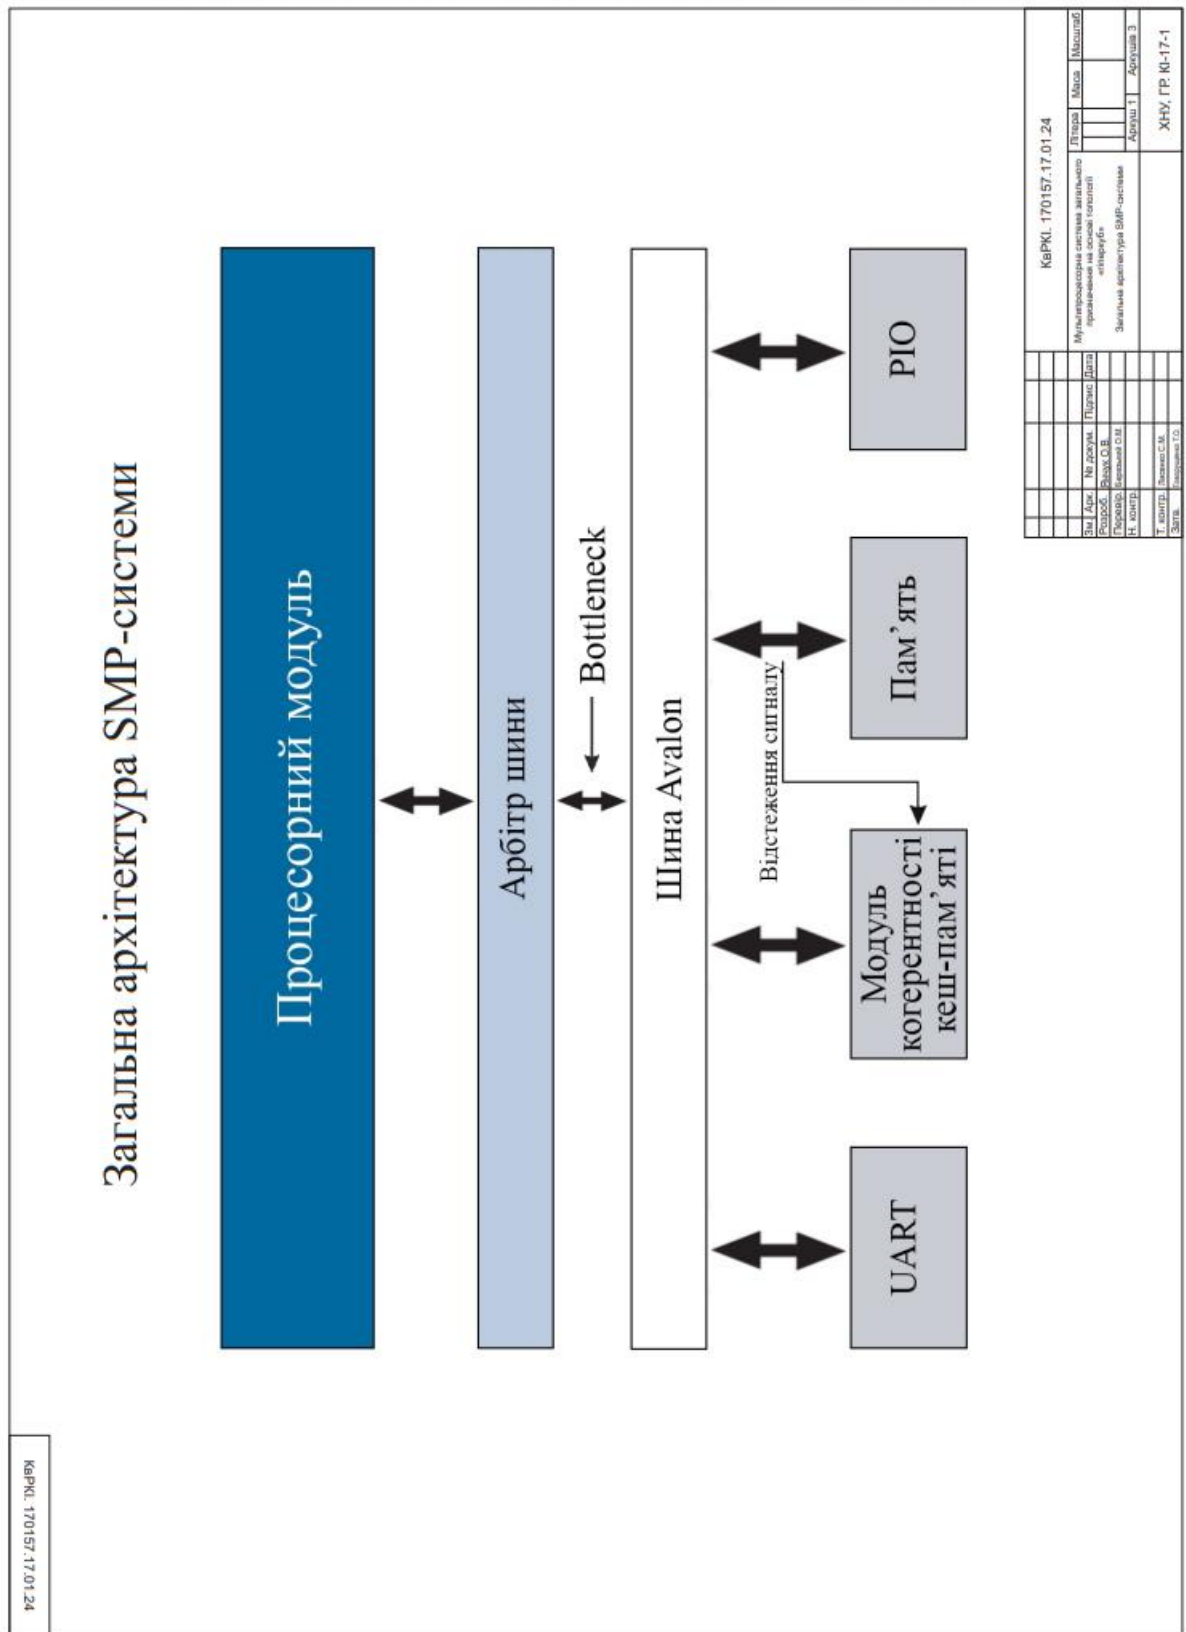 КвРКІ. 170157.17.01.24
Загальна архітектура SMP-системи
Процесорний модуль
Арбітр шини
Bottleneck
Шина Avalon
Відстеження сигналу
UART
Модуль
когерентності
кеш-пам’яті
Пам’ять
PIO
КвРКІ. 170157.17.01.24
Зм. Арк. № докум. Підпис Дата
Розроб.
Перевір.
Н. контр.
Т. контр. Лисенко С.М.
Затв.
Мультипроцесорна система загального
призначення на основі топології
«гіперкуб»
Загальна архітектура SMP-системи
Літера Маса Масштаб
Аркуш 1 Аркушів 3
ХНУ, ГР. КІ-17-1